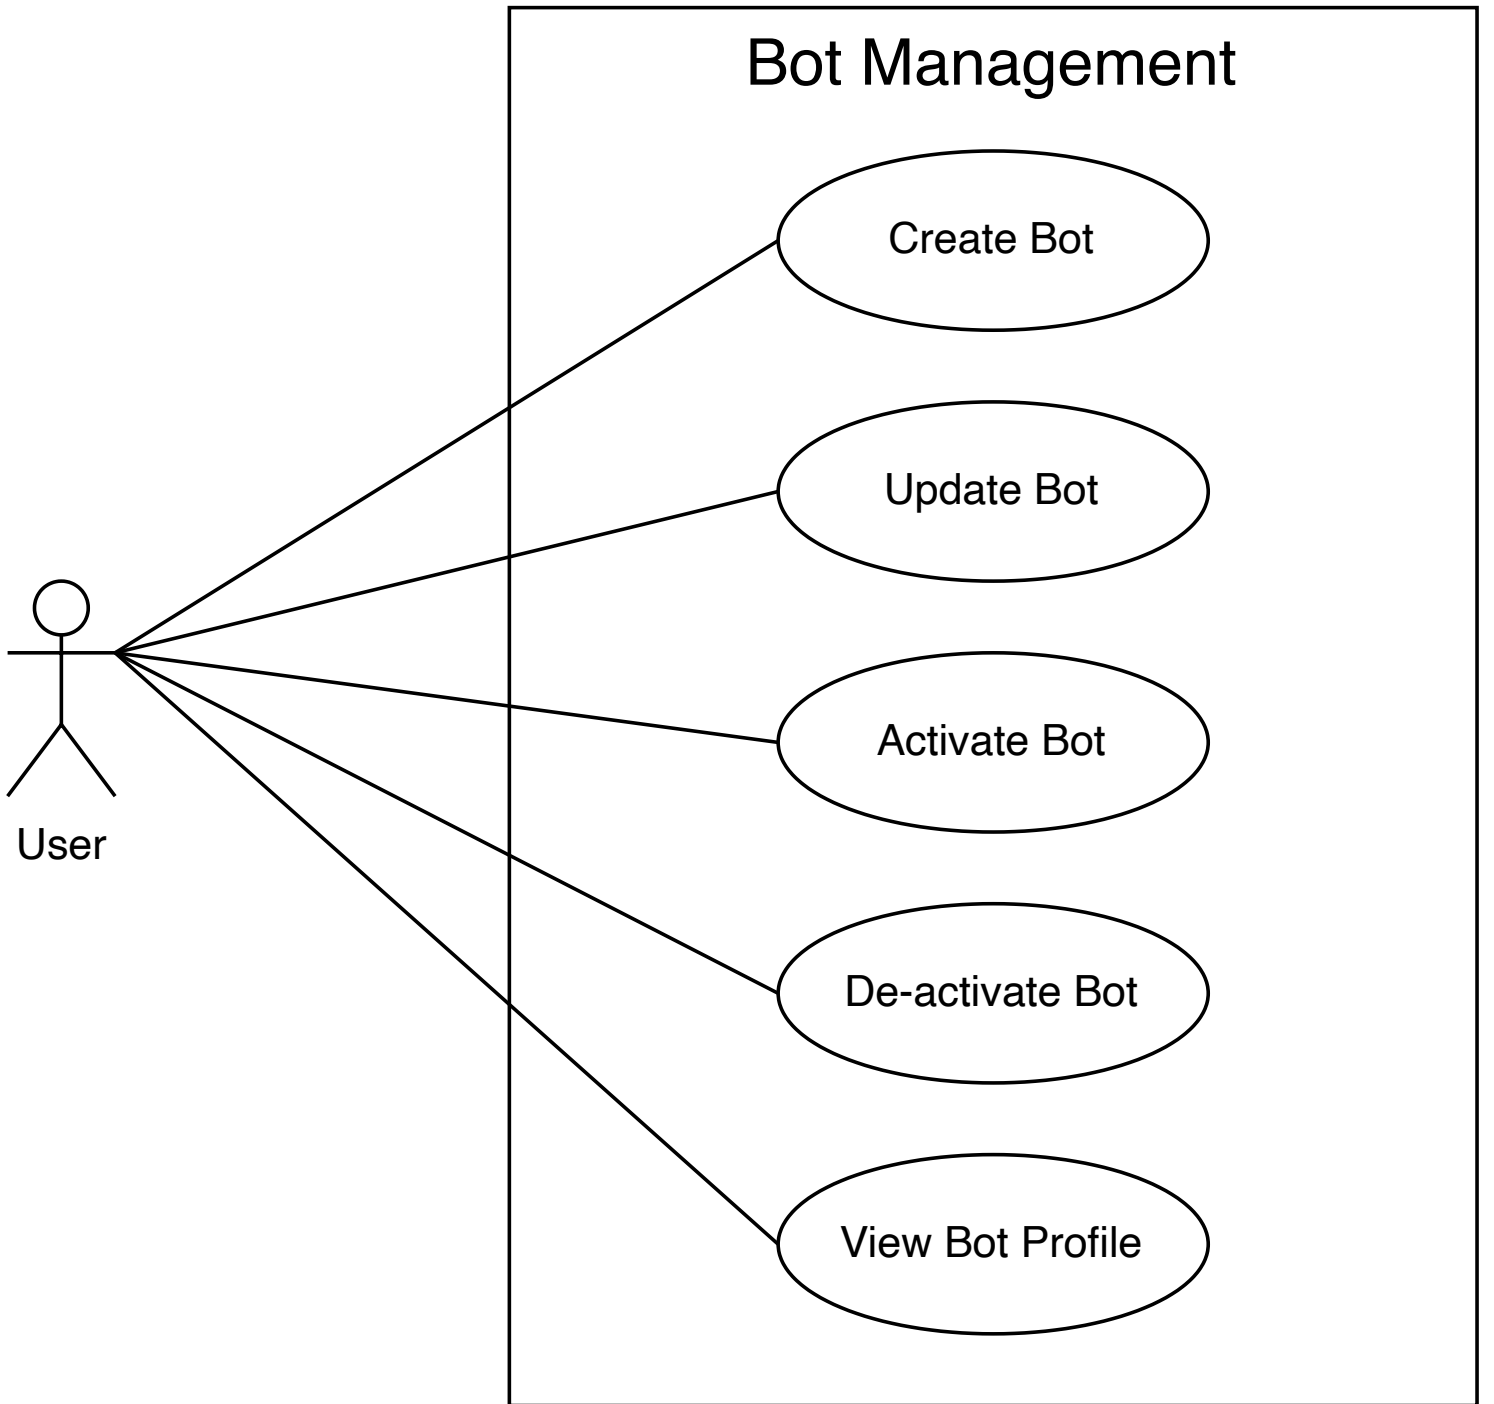 Bot Management
Create Bot
Update Bot
Activate Bot
User
De-activate Bot
View Bot Profile